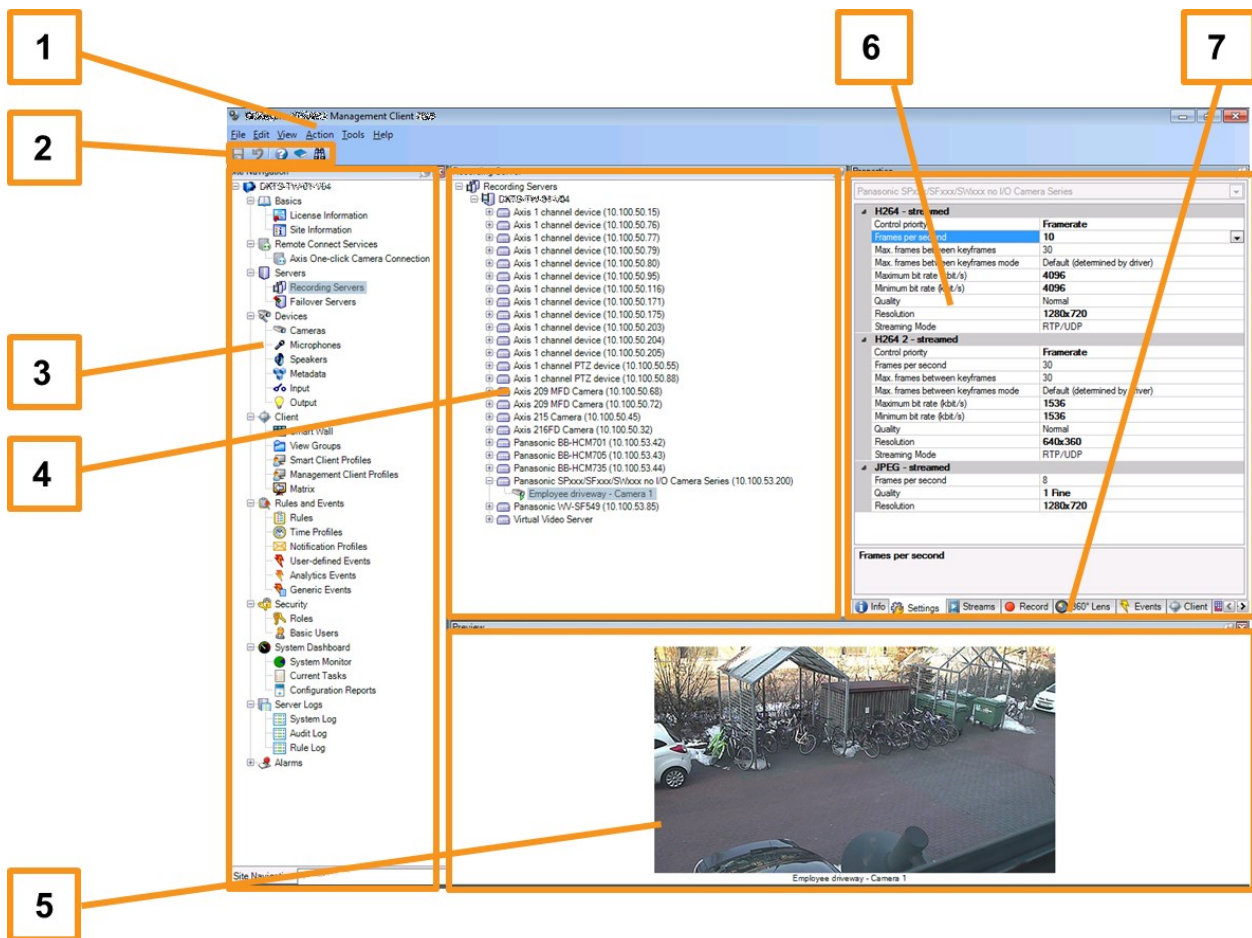 1
6
7
2
3
4
5
Management Client
File Edit View Action Tools Help
Site Navigation
Basics
License Information
Site Information
Remote Connect Services
Axis One-click Camera Connection
Servers
Recording Servers
Failover Servers
Devices
Cameras
Microphones
Speakers
Metadata
Input
Output
Client
Smart Wall
View Groups
Smart Client Profiles
Management Client Profiles
Matrix
Rules and Events
Rules
Time Profiles
Notification Profiles
User-defined Events
Analytics Events
Generic Events
Security
Roles
Basic Users
System Dashboard
System Monitor
Current Tasks
Configuration Reports
Server Logs
System Log
Audit Log
Rule Log
Alarms
Site Navigation
Recording Server
Recording Servers
Axis 1 channel device (10.100.50.15)
Axis 1 channel device (10.100.50.76)
Axis 1 channel device (10.100.50.77)
Axis 1 channel device (10.100.50.79)
Axis 1 channel device (10.100.50.80)
Axis 1 channel device (10.100.50.95)
Axis 1 channel device (10.100.50.116)
Axis 1 channel device (10.100.50.171)
Axis 1 channel device (10.100.50.175)
Axis 1 channel device (10.100.50.203)
Axis 1 channel device (10.100.50.204)
Axis 1 channel device (10.100.50.205)
Axis 1 channel PTZ device (10.100.50.55)
Axis 1 channel PTZ device (10.100.50.88)
Axis 209 MFD Camera (10.100.50.68)
Axis 209 MFD Camera (10.100.50.72)
Axis 215 Camera (10.100.50.45)
Axis 216FD Camera (10.100.50.32)
Panasonic BB-HCM701 (10.100.53.42)
Panasonic BB-HCM705 (10.100.53.43)
Panasonic BB-HCM735 (10.100.53.44)
Panasonic SPxxx/SFxxx/SWxxx no I/O Camera Series (10.100.53.200)
Employee driveway - Camera 1
Panasonic WV-SF549 (10.100.53.85)
Virtual Video Server
Properties
Panasonic SPxxx/SFxxx/SWxxx no I/O Camera Series
H264 - streamed
Control priority Framerate
Frames per second 10
Max. frames between keyframes 30
Max. frames between keyframes mode Default (determined by driver)
Maximum bit rate (kbit/s) 4096
Minimum bit rate (kbit/s) 4096
Quality Normal
Resolution 1280x720
Streaming Mode RTP/UDP
H264 2 - streamed
Control priority Framerate
Frames per second 30
Max. frames between keyframes 30
Max. frames between keyframes mode Default (determined by driver)
Maximum bit rate (kbit/s) 1536
Minimum bit rate (kbit/s) 1536
Quality Normal
Resolution 640x360
Streaming Mode RTP/UDP
JPEG - streamed
Frames per second 8
Quality 1 Fine
Resolution 1280x720
Frames per second
Info Settings Streams Record 360° Lens Events Client
Preview
Employee driveway - Camera 1